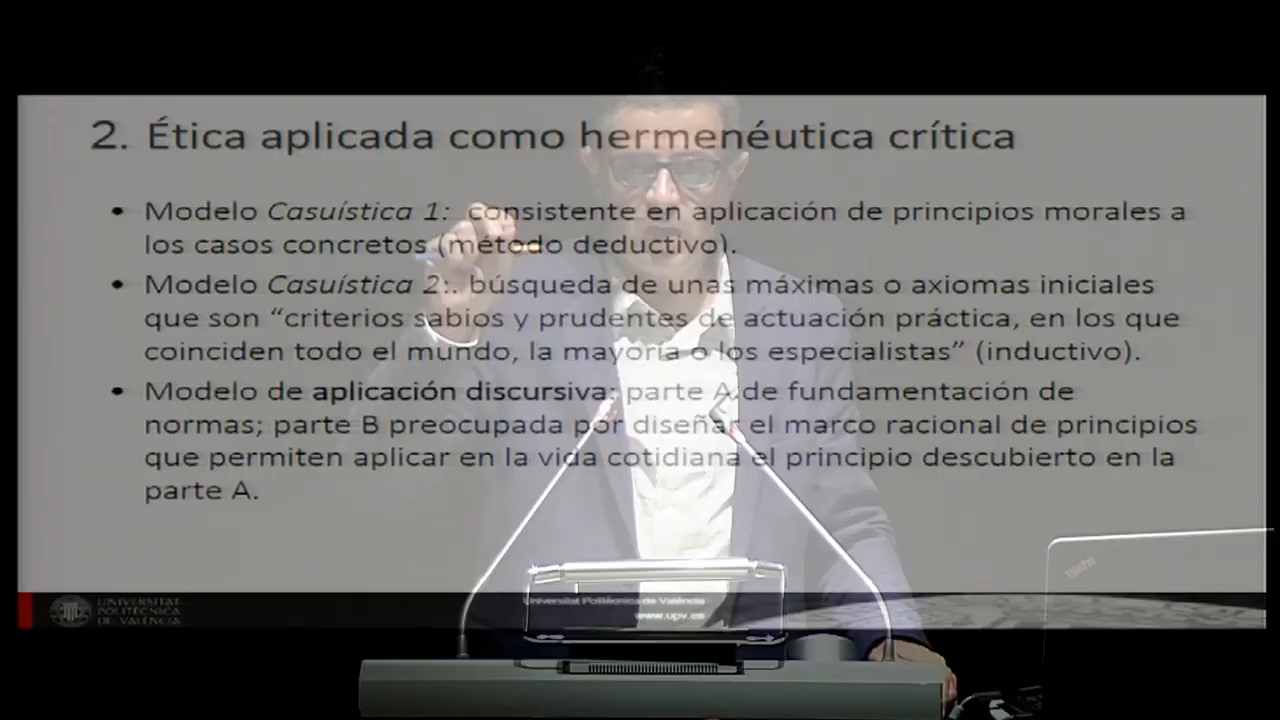 2. Ética aplicada como hermenéutica crítica
• Modelo Casuística 1: consistente en aplicación de principios morales a
los casos concretos (método deductivo).
• Modelo Casuística 2:. búsqueda de unas máximas o axiomas iniciales
que son “criterios sabios y prudentes de actuación práctica, en los que
coinciden todo el mundo, la mayoría o los especialistas” (inductivo).
• Modelo de aplicación discursiva: parte A de fundamentación de
normas; parte B preocupada por diseñar el marco racional de principios
que permiten aplicar en la vida cotidiana el principio descubierto en la
parte A.
ThinkPad
UNIVERSITAT
POLITÈCNICA
DE VALÈNCIA
Universitat Politècnica de València
www.upv.es